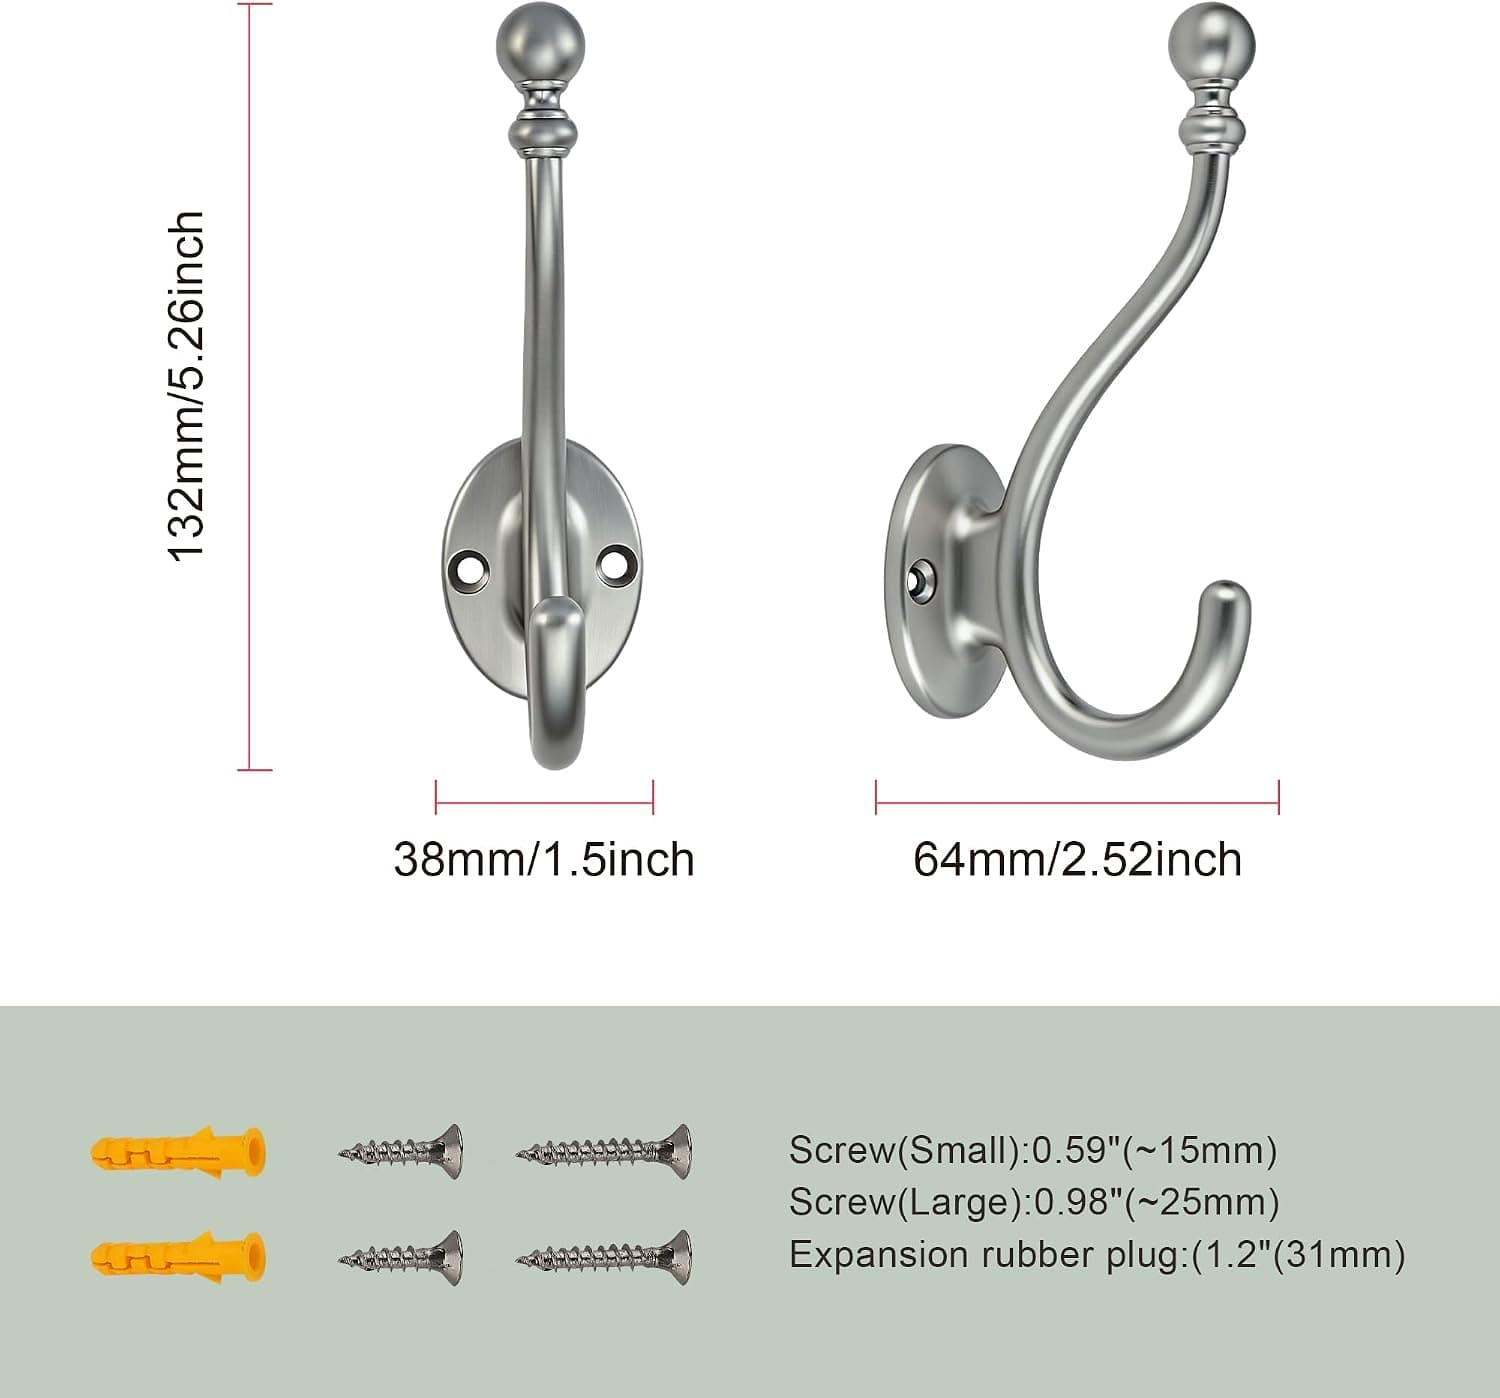 132mm/5.26inch
38mm/1.5inch
64mm/2.52inch
Screw(Small):0.59"(~15mm)
Screw(Large):0.98"(~25mm)
Expansion rubber plug:(1.2"(31mm)